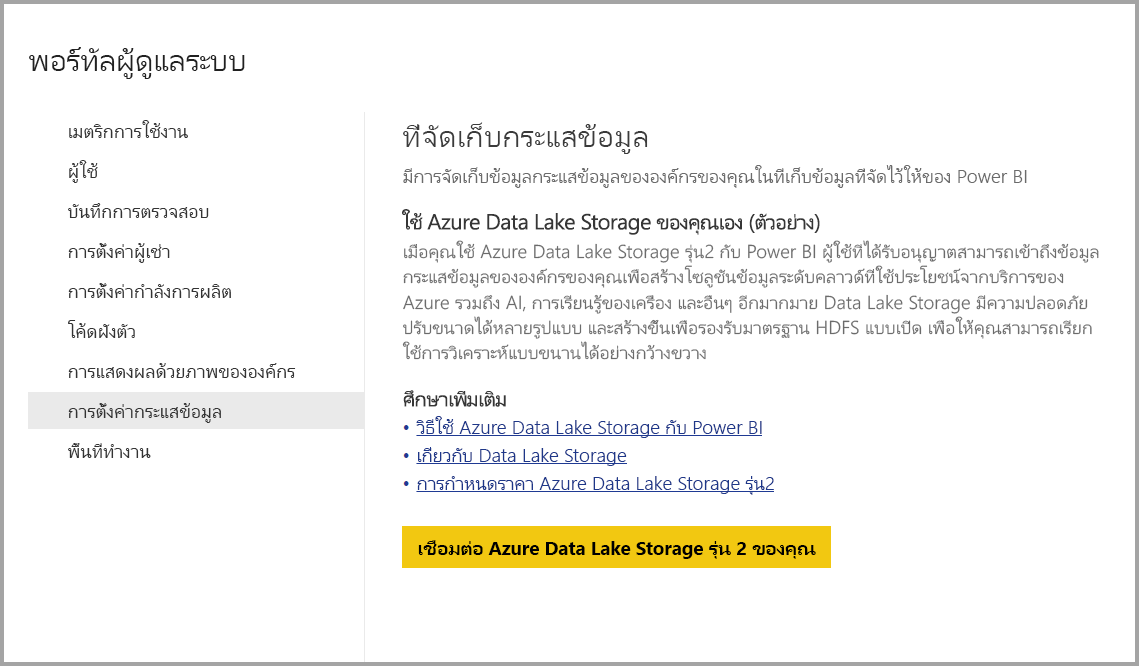 พอร์ทัลผู้ดูแลระบบ
เมตริกการใช้งาน
ผู้ใช้
บันทึกการตรวจสอบ
การตั้งค่าผู้เช่า
การตั้งค่ากำลังการผลิต
โค้ดฝังตัว
การแสดงผลด้วยภาพขององค์กร
การตั้งค่ากระแสข้อมูล
พื้นที่ทำงาน
ที่จัดเก็บกระแสข้อมูล
มีการจัดเก็บข้อมูลกระแสข้อมูลขององค์กรของคุณในที่เก็บข้อมูลที่จัดไว้ให้ของ Power BI
ใช้ Azure Data Lake Storage ของคุณเอง (ตัวอย่าง)
เมื่อคุณใช้ Azure Data Lake Storage รุ่น2 กับ Power BI ผู้ใช้ที่ได้รับอนุญาตสามารถเข้าถึงข้อมูล
กระแสข้อมูลขององค์กรของคุณเพื่อสร้างโซลูชันข้อมูลระดับคลาวด์ที่ใช้ประโยชน์จากบริการของ
Azure รวมถึง AI, การเรียนรู้ของเครื่อง และอื่นๆ อีกมากมาย Data Lake Storage มีความปลอดภัย
ปรับขนาดได้หลายรูปแบบ และสร้างขึ้นเพื่อรองรับมาตรฐาน HDFS แบบเปิด เพื่อให้คุณสามารถเรียก
ใช้การวิเคราะห์แบบขนานได้อย่างกว้างขวาง
ศึกษาเพิ่มเติม
• วิธีใช้ Azure Data Lake Storage กับ Power BI
• เกี่ยวกับ Data Lake Storage
• การกำหนดราคา Azure Data Lake Storage รุ่น2
เชื่อมต่อ Azure Data Lake Storage รุ่น 2 ของคุณ